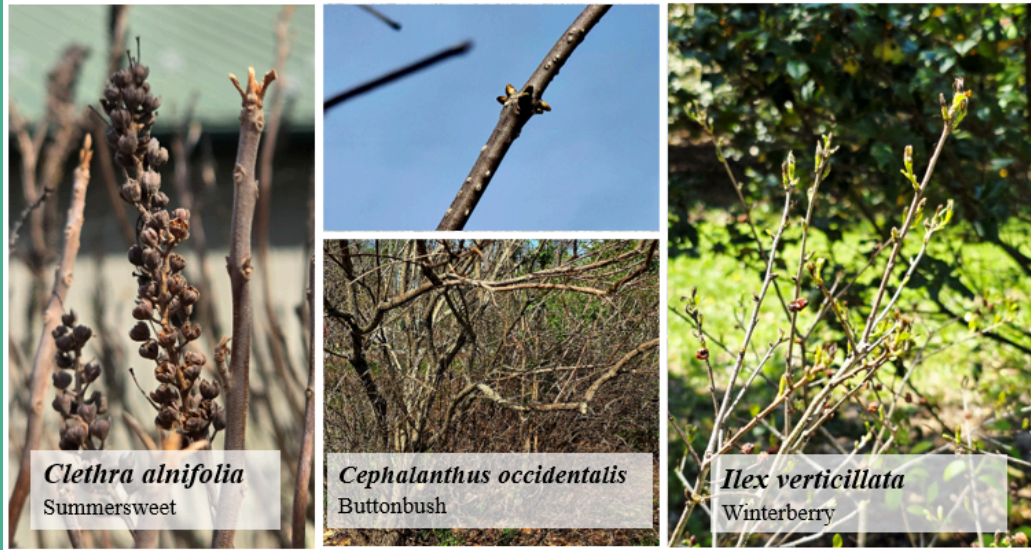 Clethra alnifolia
Summersweet
Cephalanthus occidentalis
Buttonbush
Ilex verticillata
Winterberry